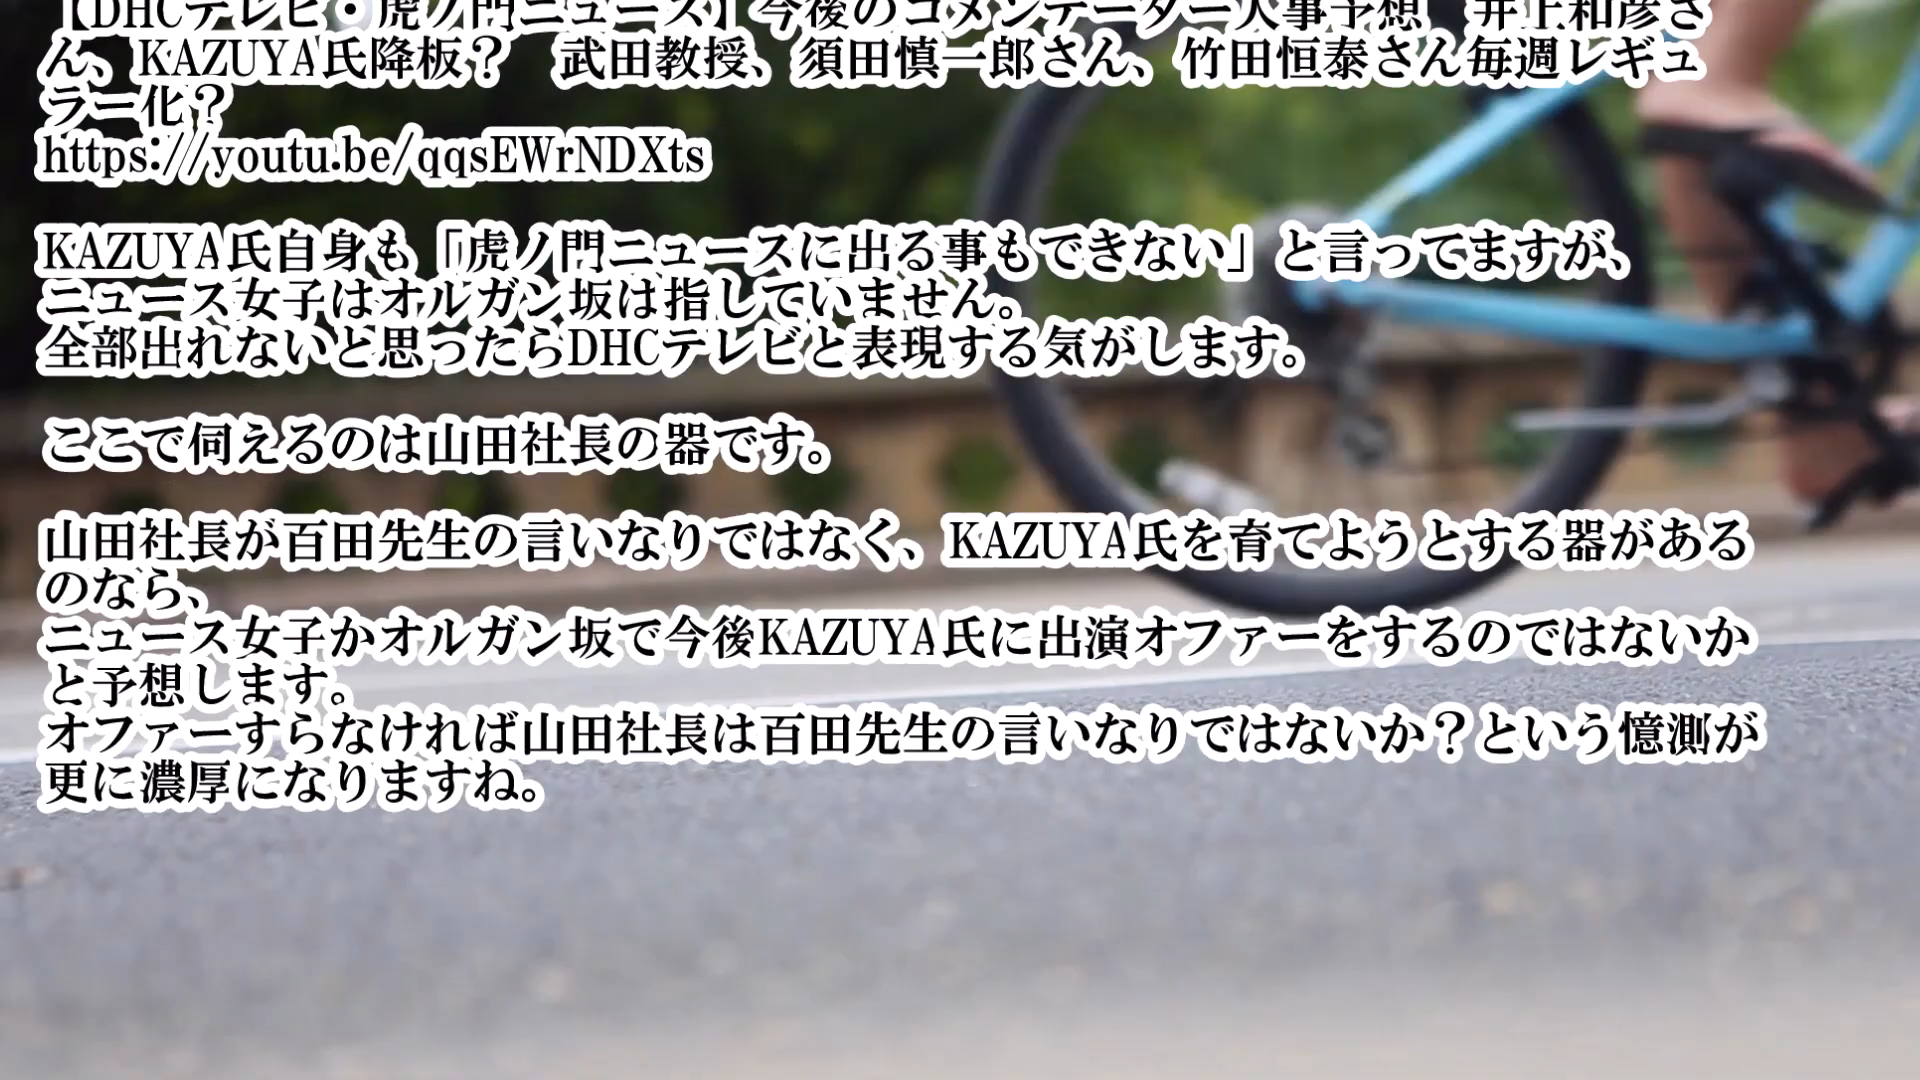 【DHCテレビ・虎ノ門ニュース】今後のコメンテーター人事予想　井上和彦さ
ん、KAZUYA氏降板？　武田教授、須田慎一郎さん、竹田恒泰さん毎週レギュ
ラー化？
https://youtu.be/qqsEWrNDXts
KAZUYA氏自身も「虎ノ門ニュースに出る事もできない」と言ってますが、
ニュース女子はオルガン坂は指していません。
全部出れないと思ったらDHCテレビと表現する気がします。
ここで伺えるのは山田社長の器です。
山田社長が百田先生の言いなりではなく、KAZUYA氏を育てようとする器がある
のなら、
ニュース女子かオルガン坂で今後KAZUYA氏に出演オファーをするのではないか
と予想します。
オファーすらなければ山田社長は百田先生の言いなりではないか？という憶測が
更に濃厚になりますね。